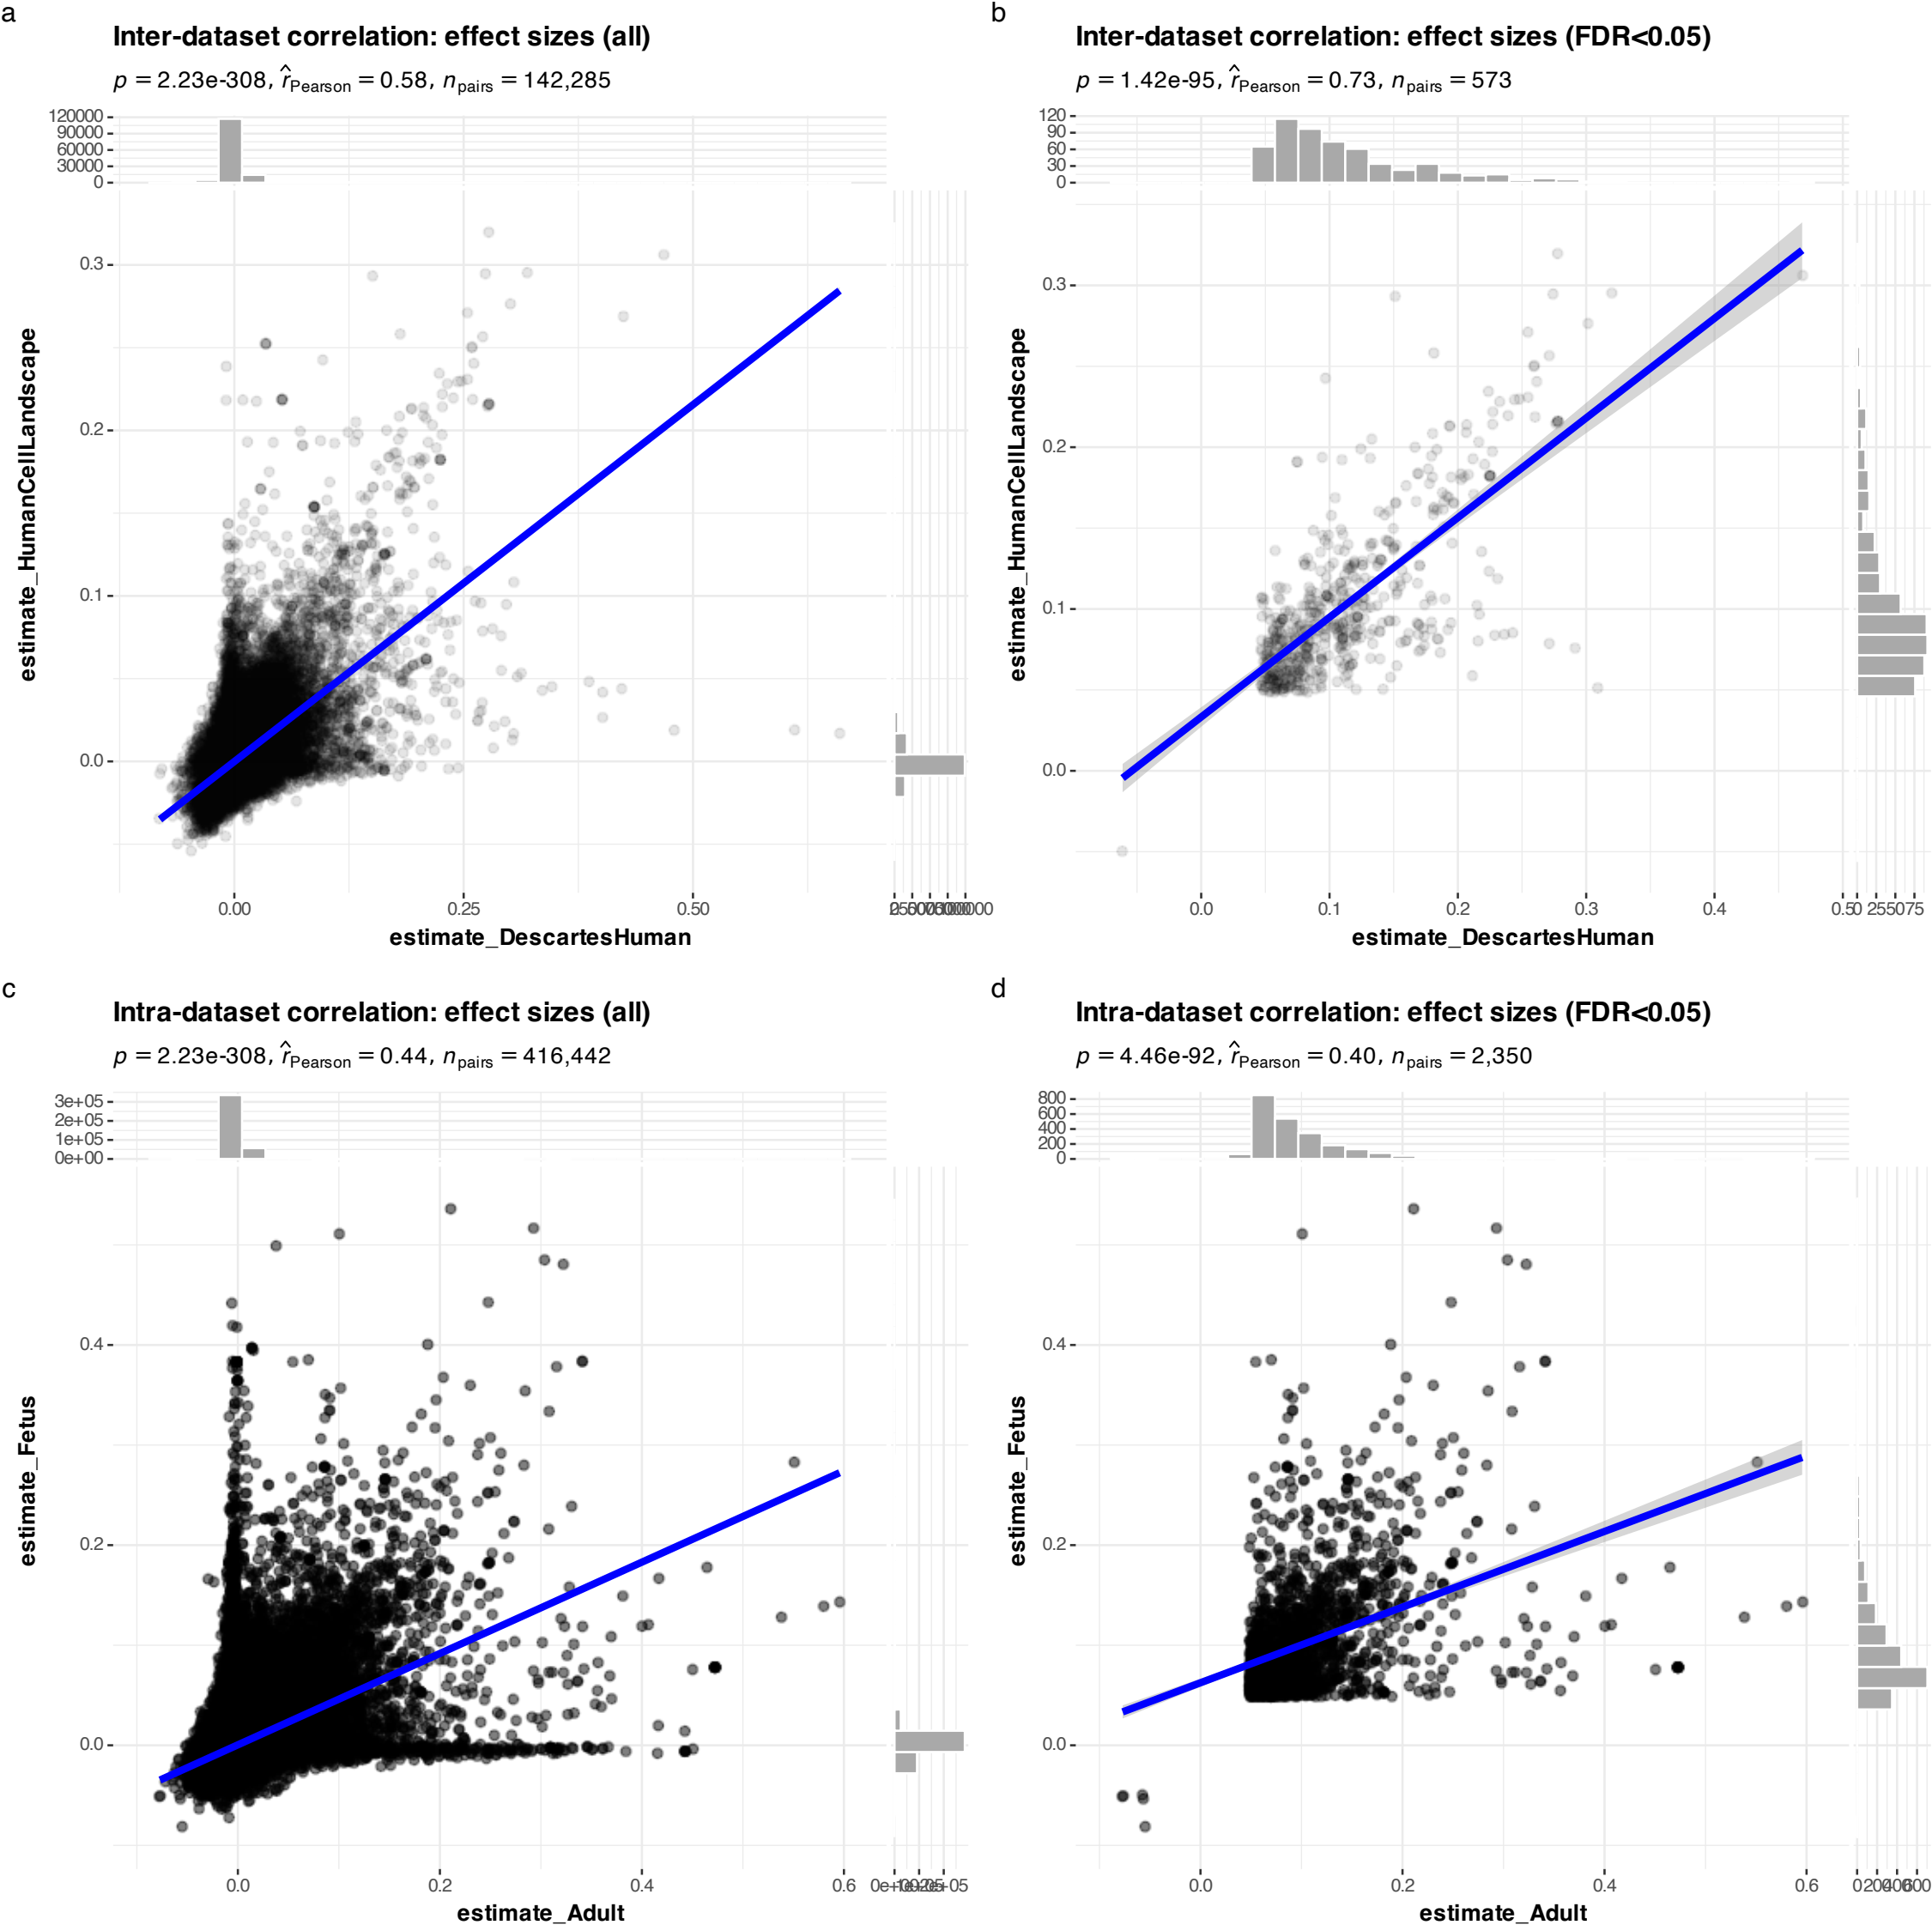 a
Inter-dataset correlation: effect sizes (all)
p = 2.23e-308, r̂Pearson = 0.58, npairs = 142,285
120000
90000
60000
30000
0
estimate_HumanCellLandscape
0.3
0.2
0.1
0.0
0.00 0.25 0.50
estimate_DescartesHuman
b
Inter-dataset correlation: effect sizes (FDR<0.05)
p = 1.42e-95, r̂Pearson = 0.73, npairs = 573
120
90
60
30
0
estimate_HumanCellLandscape
0.3
0.2
0.1
0.0
0.0 0.1 0.2 0.3 0.4 0.5 0 25 50 75
estimate_DescartesHuman
c
Intra-dataset correlation: effect sizes (all)
p = 2.23e-308, r̂Pearson = 0.44, npairs = 416,442
3e+05
2e+05
1e+05
0e+00
estimate_Fetus
0.4
0.2
0.0
0.0 0.2 0.4 0.6
estimate_Adult
d
Intra-dataset correlation: effect sizes (FDR<0.05)
p = 4.46e-92, r̂Pearson = 0.40, npairs = 2,350
800
600
400
200
0
estimate_Fetus
0.4
0.2
0.0
0.0 0.2 0.4 0.6 0 200 400 600
estimate_Adult